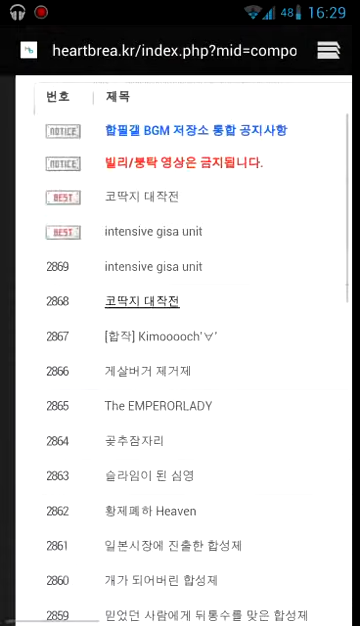 48 16:29
heartbrea.kr/index.php?mid=compo
번호 제목
NOTICE 합필갤 BGM 저장소 통합 공지사항
NOTICE 빌리/붕탁 영상은 금지됩니다.
BEST 코딱지 대작전
BEST intensive gisa unit
2869 intensive gisa unit
2868 코딱지 대작전
2867 [합작] Kimooooch'∀'
2866 게살버거 제거제
2865 The EMPERORLADY
2864 곶추잠자리
2863 슬라임이 된 심영
2862 황제폐하 Heaven
2861 일본시장에 진출한 합성제
2860 개가 되어버린 합성제
2859 믿었던 사람에게 뒤통수를 맞은 합성제